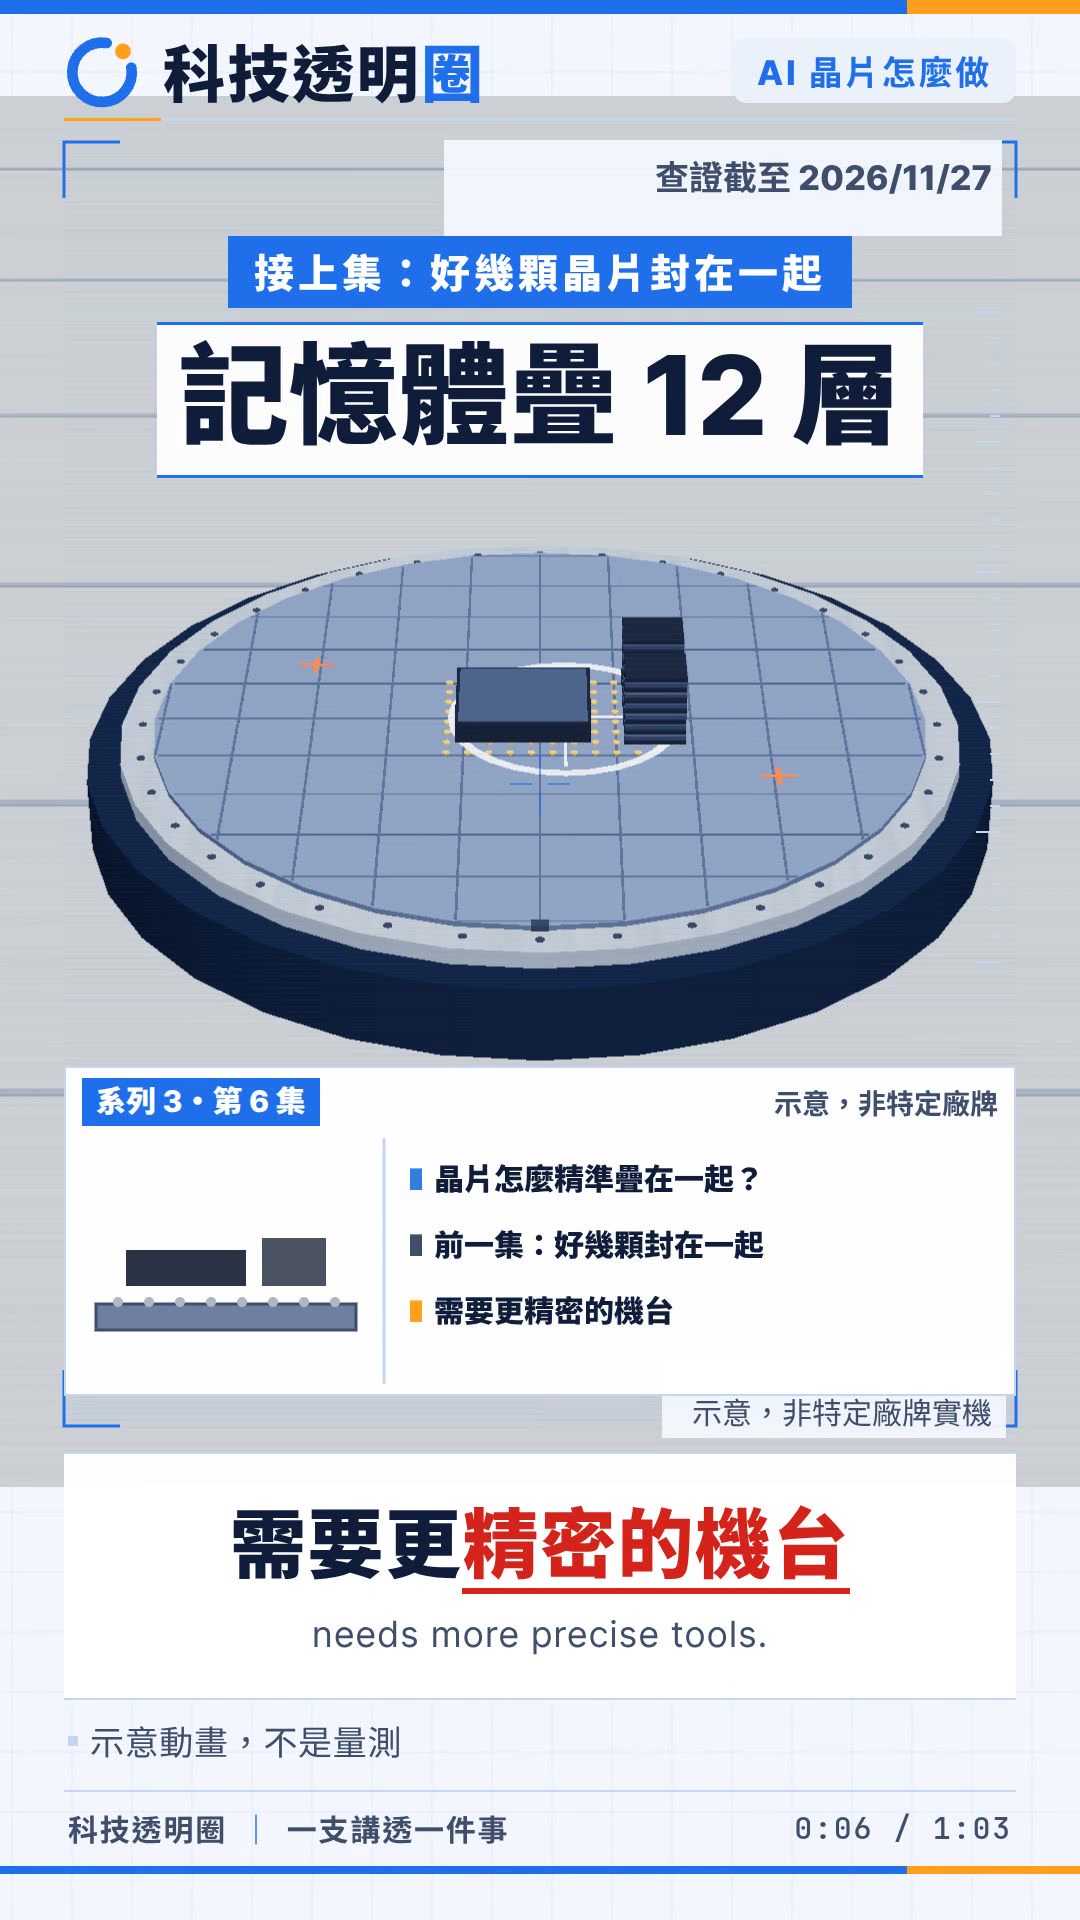 科技透明圈
AI 晶片怎麼做
查證截至 2026/11/27
接上集：好幾顆晶片封在一起
記憶體疊 12 層
系列 3・第 6 集
示意，非特定廠牌
晶片怎麼精準疊在一起？
前一集：好幾顆封在一起
需要更精密的機台
示意，非特定廠牌實機
需要更精密的機台
needs more precise tools.
示意動畫，不是量測
科技透明圈｜一支講透一件事
0:06 / 1:03